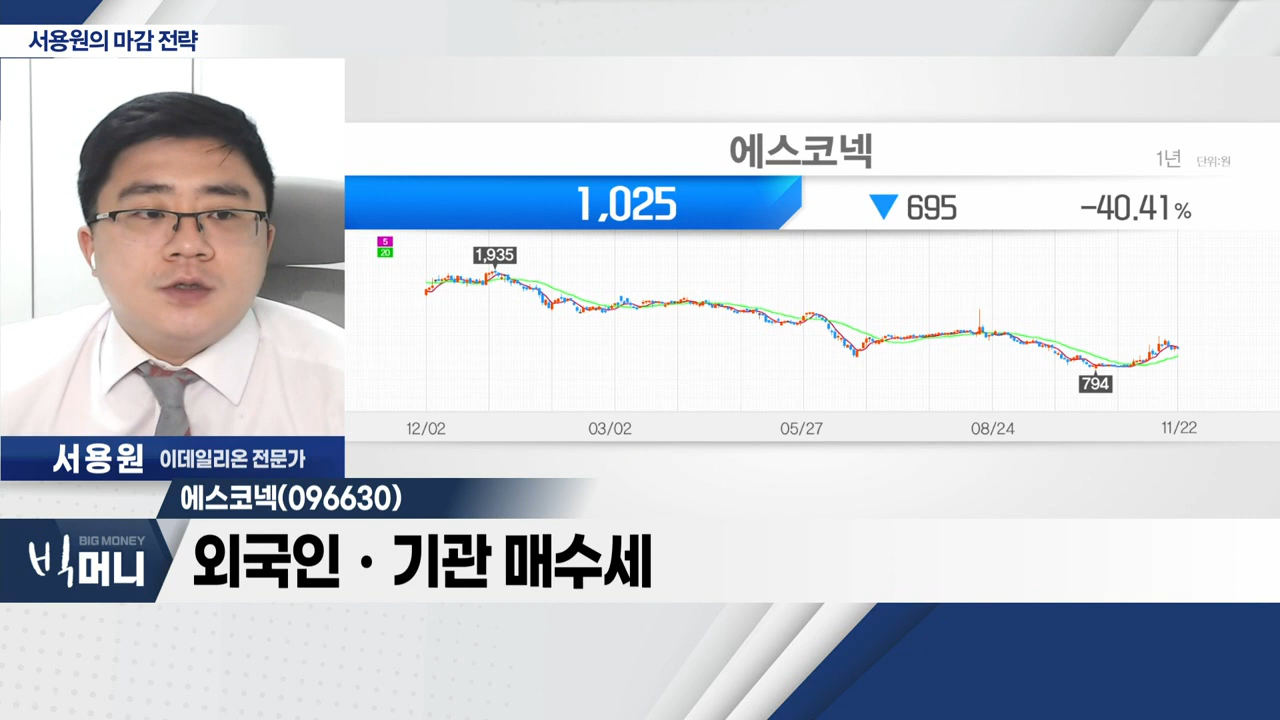 서용원의 마감 전략
에스코넥
1년 단위:원
1,025 ▼ 695 -40.41%
5
20
1,935
794
12/02 03/02 05/27 08/24 11/22
서용원 이데일리온 전문가
에스코넥(096630)
BIG MONEY
빅머니
외국인 · 기관 매수세